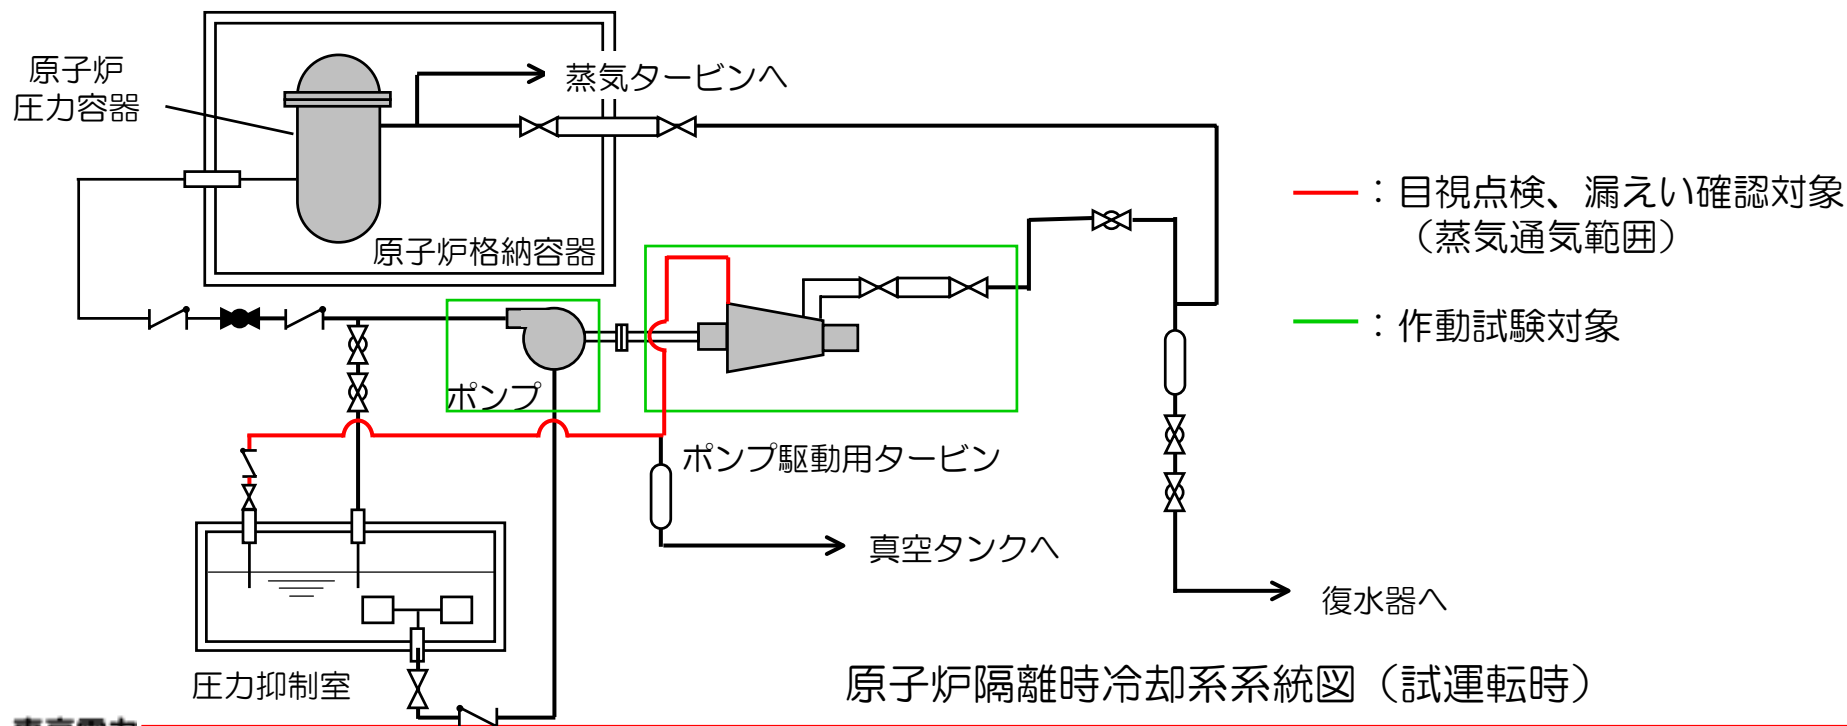 原子炉
圧力容器
蒸気タービンへ
原子炉格納容器
：目視点検、漏えい確認対象
（蒸気通気範囲）
：作動試験対象
ポンプ
ポンプ駆動用タービン
真空タンクへ
復水器へ
圧力抑制室
原子炉隔離時冷却系系統図（試運転時）